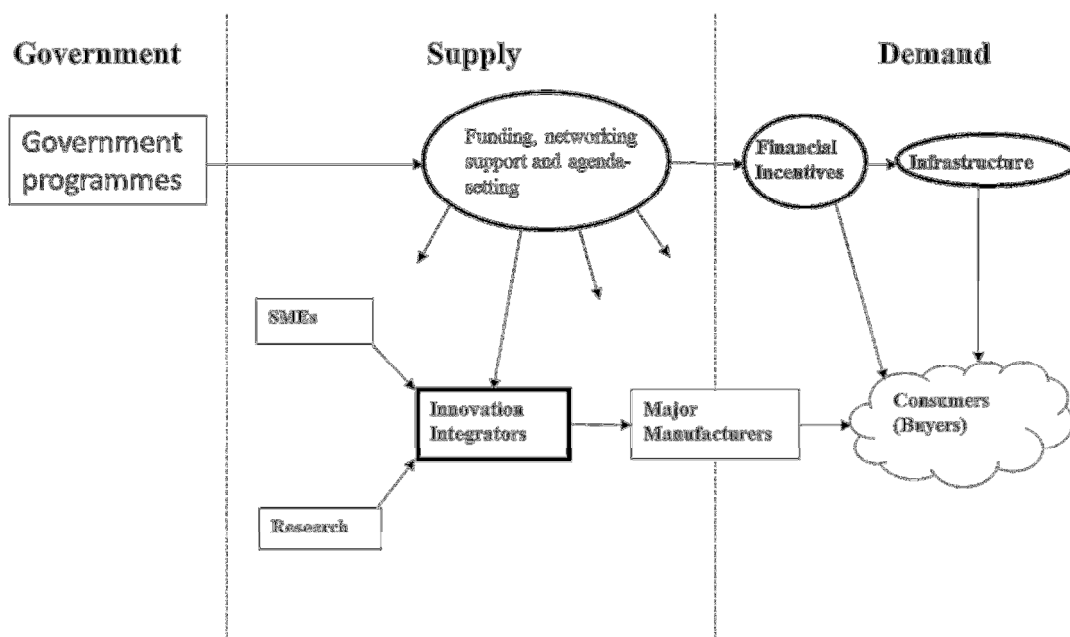 Government
Supply
Demand
Government
programmes
Funding, networking
support and agenda-
setting
Financial
Incentives
Infrastructure
SMEs
Innovation
Integrators
Major
Manufacturers
Consumers
(Buyers)
Research